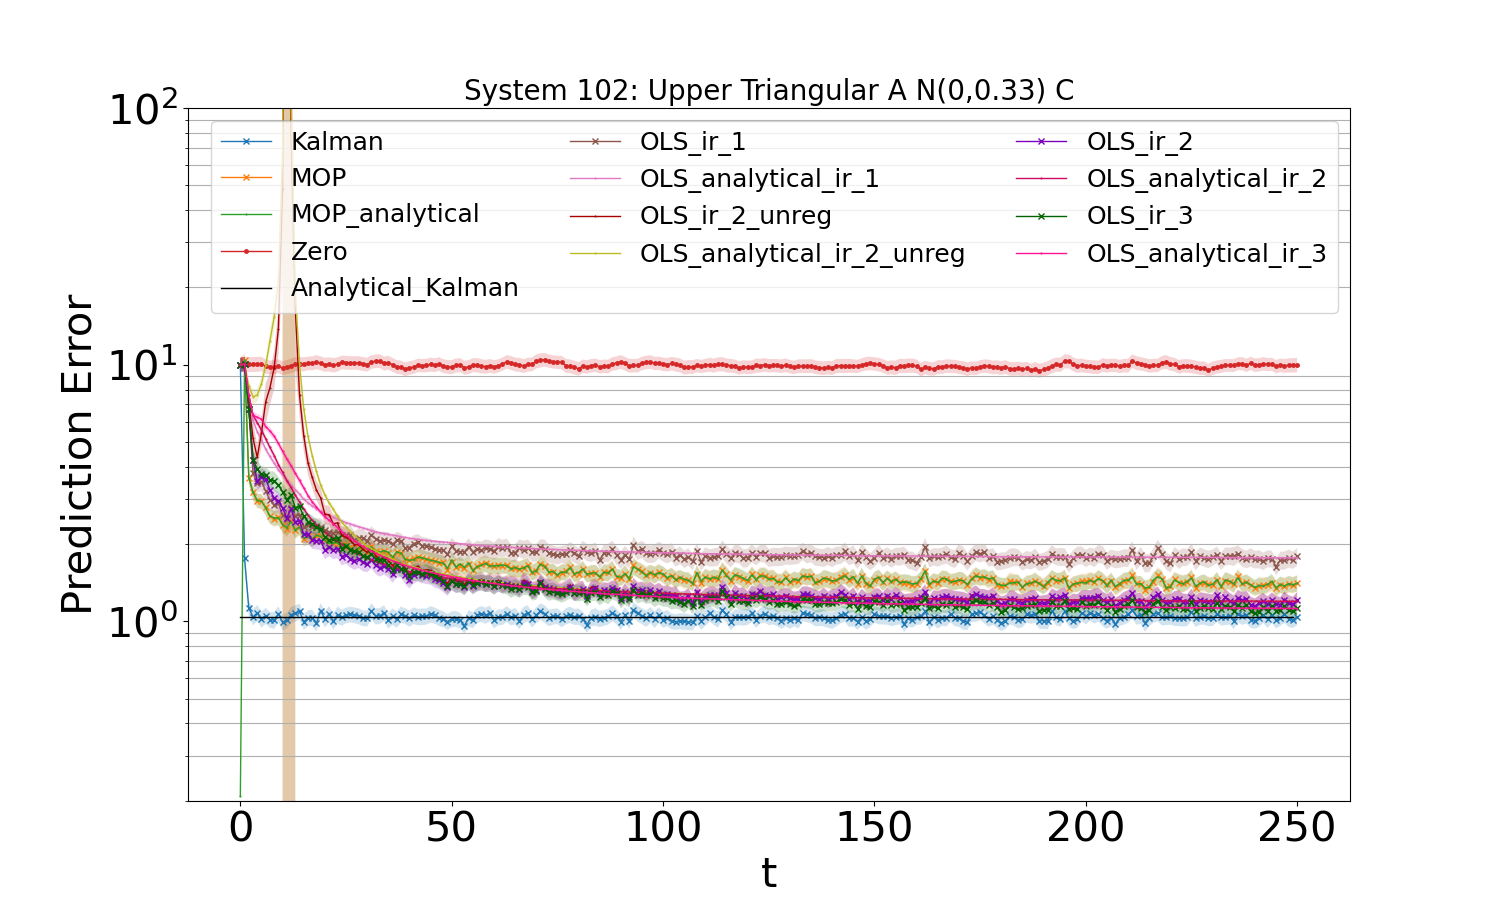 System 102: Upper Triangular A N(0,0.33) C
10²
10¹
10⁰
Prediction Error
Kalman
MOP
MOP_analytical
Zero
Analytical_Kalman
OLS_ir_1
OLS_analytical_ir_1
OLS_ir_2_unreg
OLS_analytical_ir_2_unreg
OLS_ir_2
OLS_analytical_ir_2
OLS_ir_3
OLS_analytical_ir_3
0 50 100 150 200 250
t